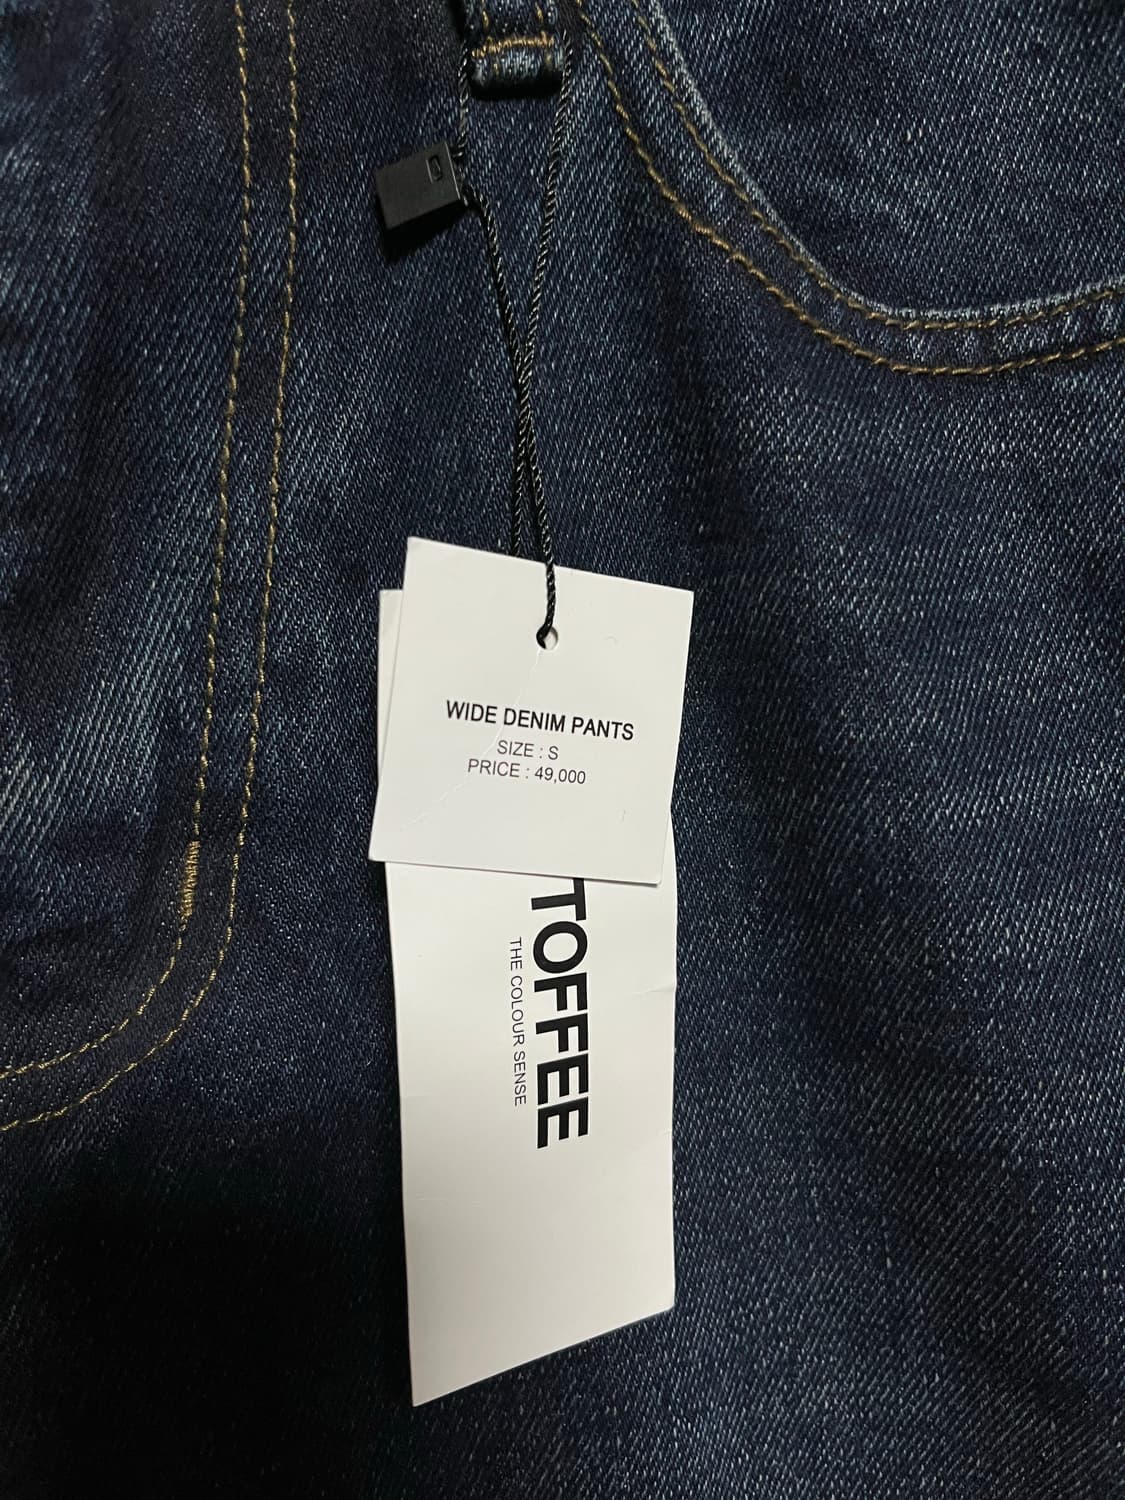 WIDE DENIM PANTS
SIZE : S
PRICE : 49,000
TOFFEE
THE COLOUR SENSE